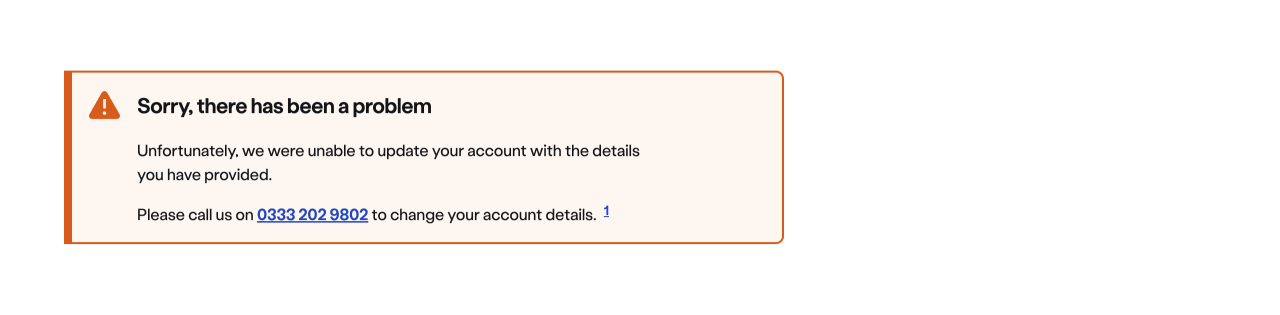 Sorry, there has been a problem
Unfortunately, we were unable to update your account with the details
you have provided.
Please call us on 0333 202 9802 to change your account details. 1